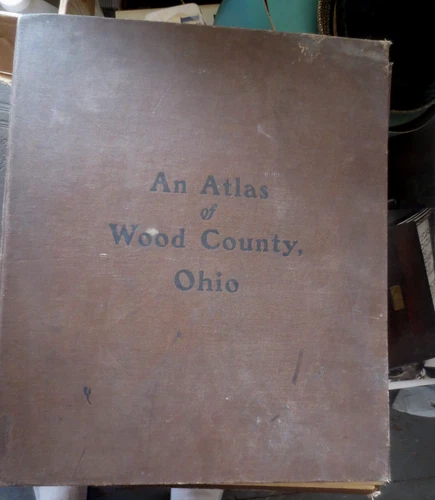 An Atlas
of
Wood County,
Ohio